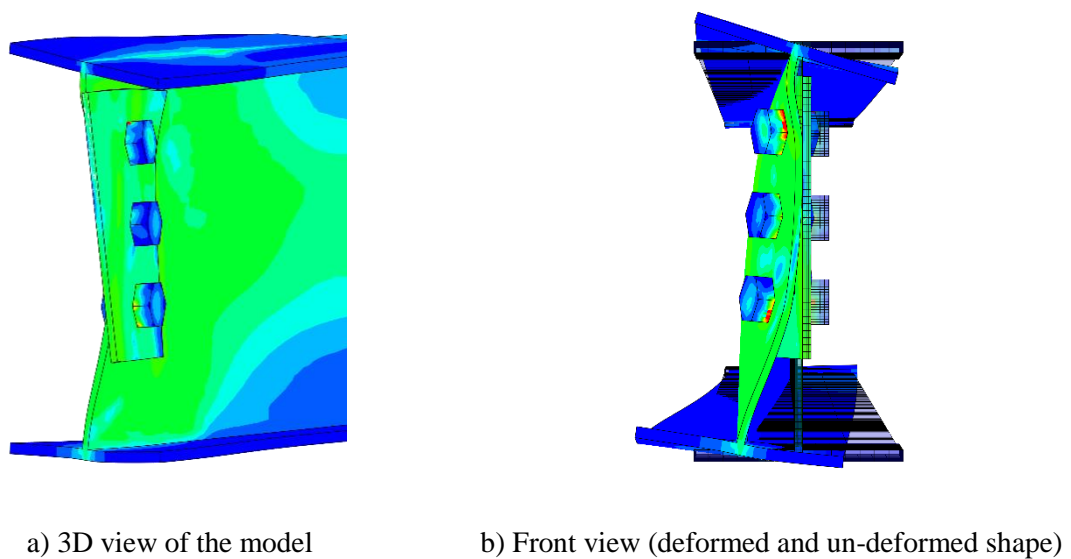 a) 3D view of the model
b) Front view (deformed and un-deformed shape)